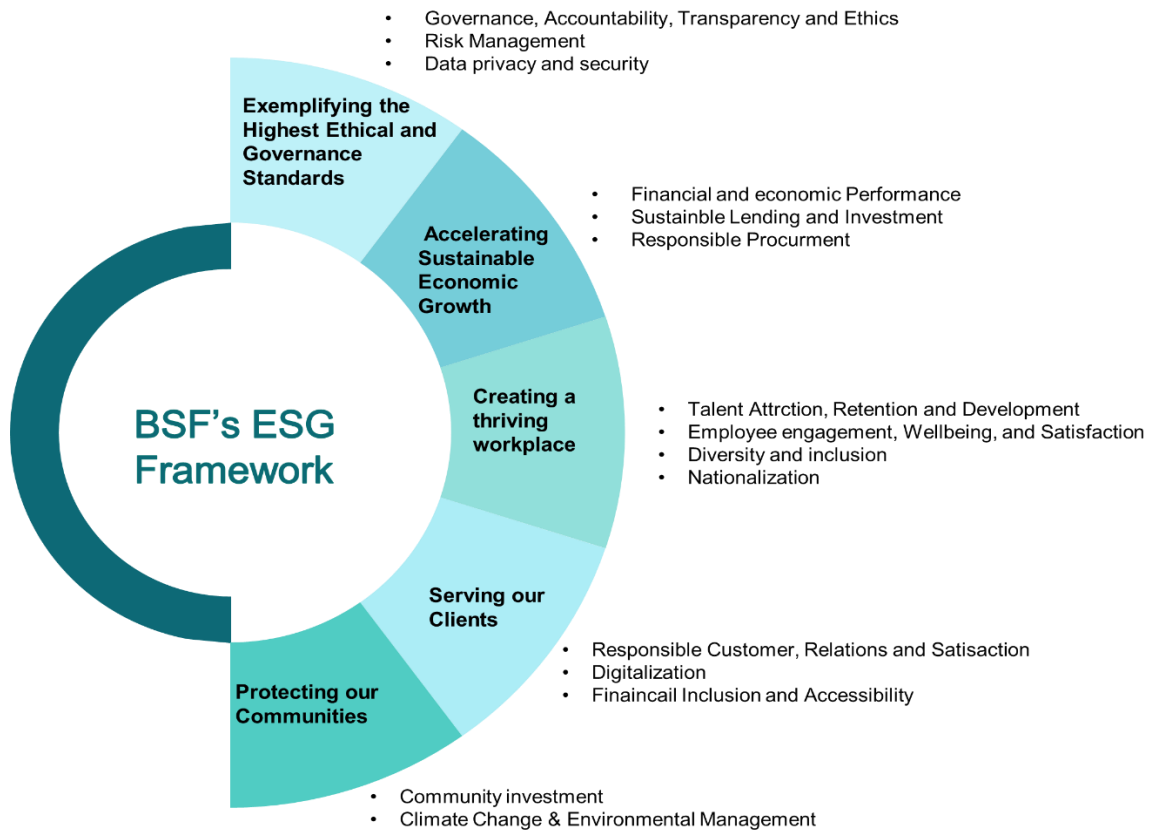 • Governance, Accountability, Transparency and Ethics
• Risk Management
• Data privacy and security
Exemplifying the
Highest Ethical and
Governance
Standards
• Financial and economic Performance
• Sustainble Lending and Investment
• Responsible Procurment
Accelerating
Sustainable
Economic
Growth
Creating a
thriving
workplace
• Talent Attrction, Retention and Development
• Employee engagement, Wellbeing, and Satisfaction
• Diversity and inclusion
• Nationalization
BSF's ESG
Framework
Serving our
Clients
• Responsible Customer, Relations and Satisaction
• Digitalization
• Finaincail Inclusion and Accessibility
Protecting our
Communities
• Community investment
• Climate Change & Environmental Management